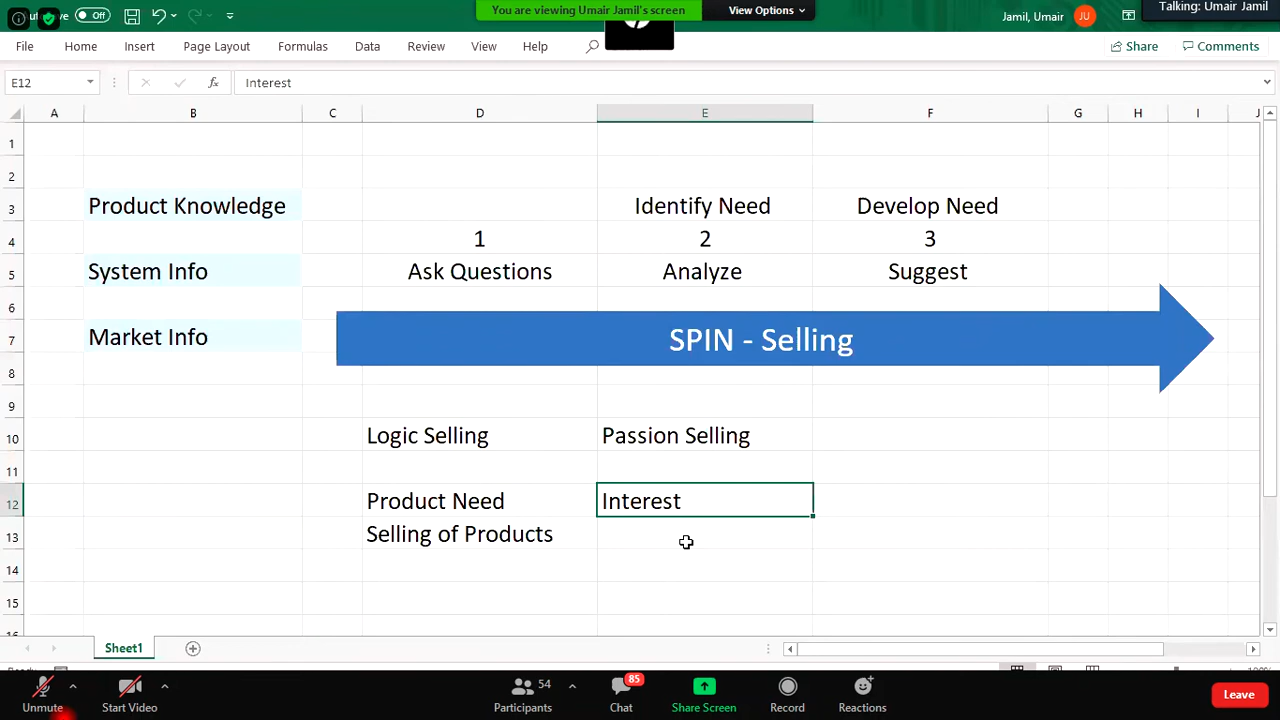 You are viewing Umair Jamil's screen
View Options
Talking: Umair Jamil
Off
Jamil, Umair
JU
File Home Insert Page Layout Formulas Data Review View Help
Share
Comments
E12
fx
Interest
A B C D E F G H I J
1
2
3
Product Knowledge
Identify Need
Develop Need
4
1
2
3
5
System Info
Ask Questions
Analyze
Suggest
6
7
Market Info
SPIN - Selling
8
9
10
Logic Selling
Passion Selling
11
12
Product Need
Interest
13
Selling of Products
14
15
16
Sheet1
85
54
Unmute
Start Video
Participants
Chat
Share Screen
Record
Reactions
Leave